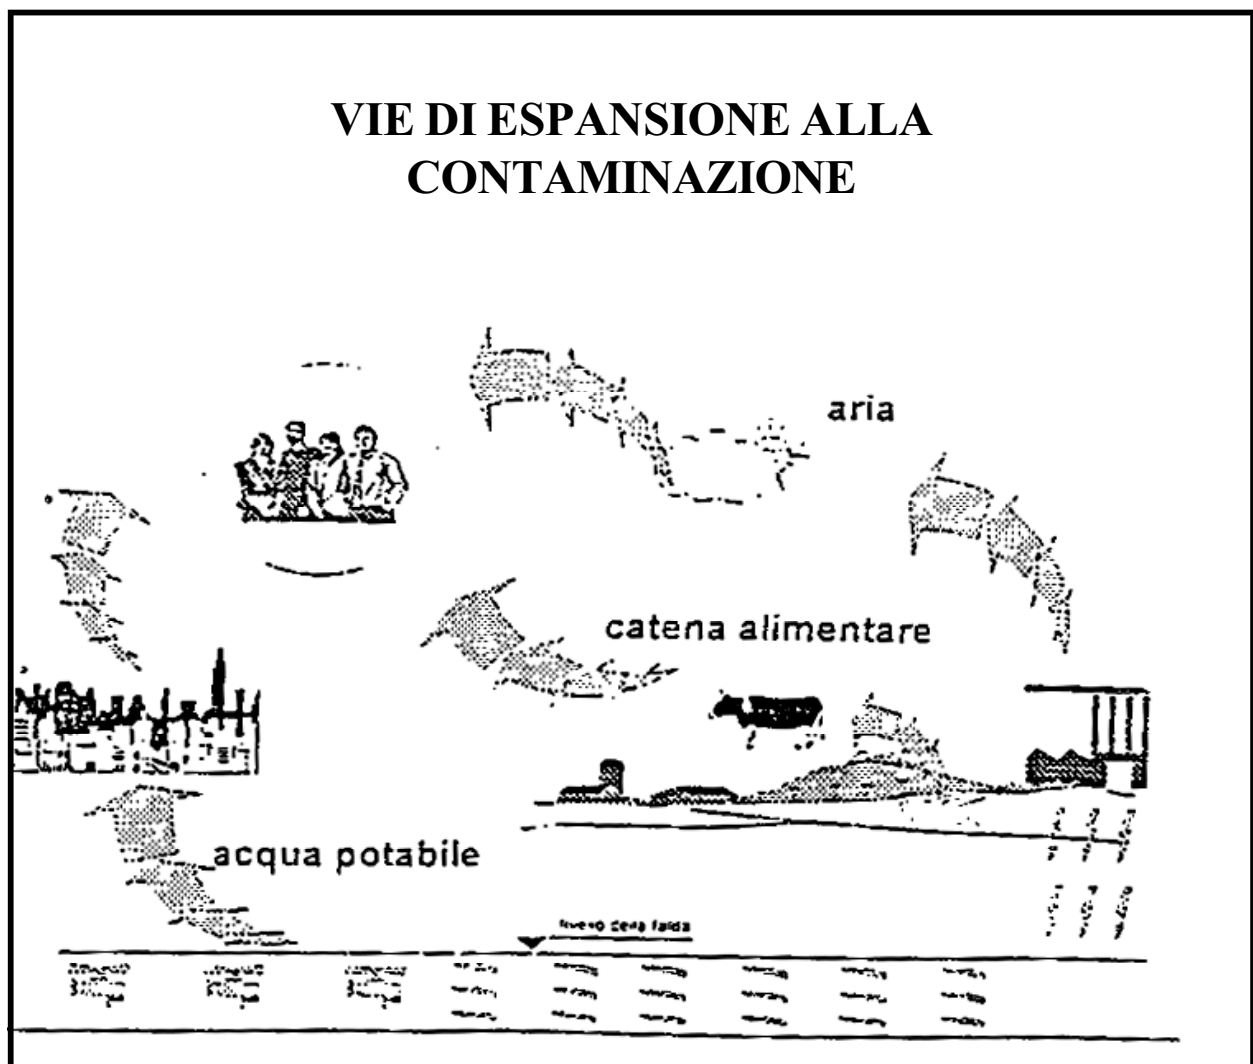 VIE DI ESPANSIONE ALLA
CONTAMINAZIONE
aria
catena alimentare
acqua potabile
livello della falda